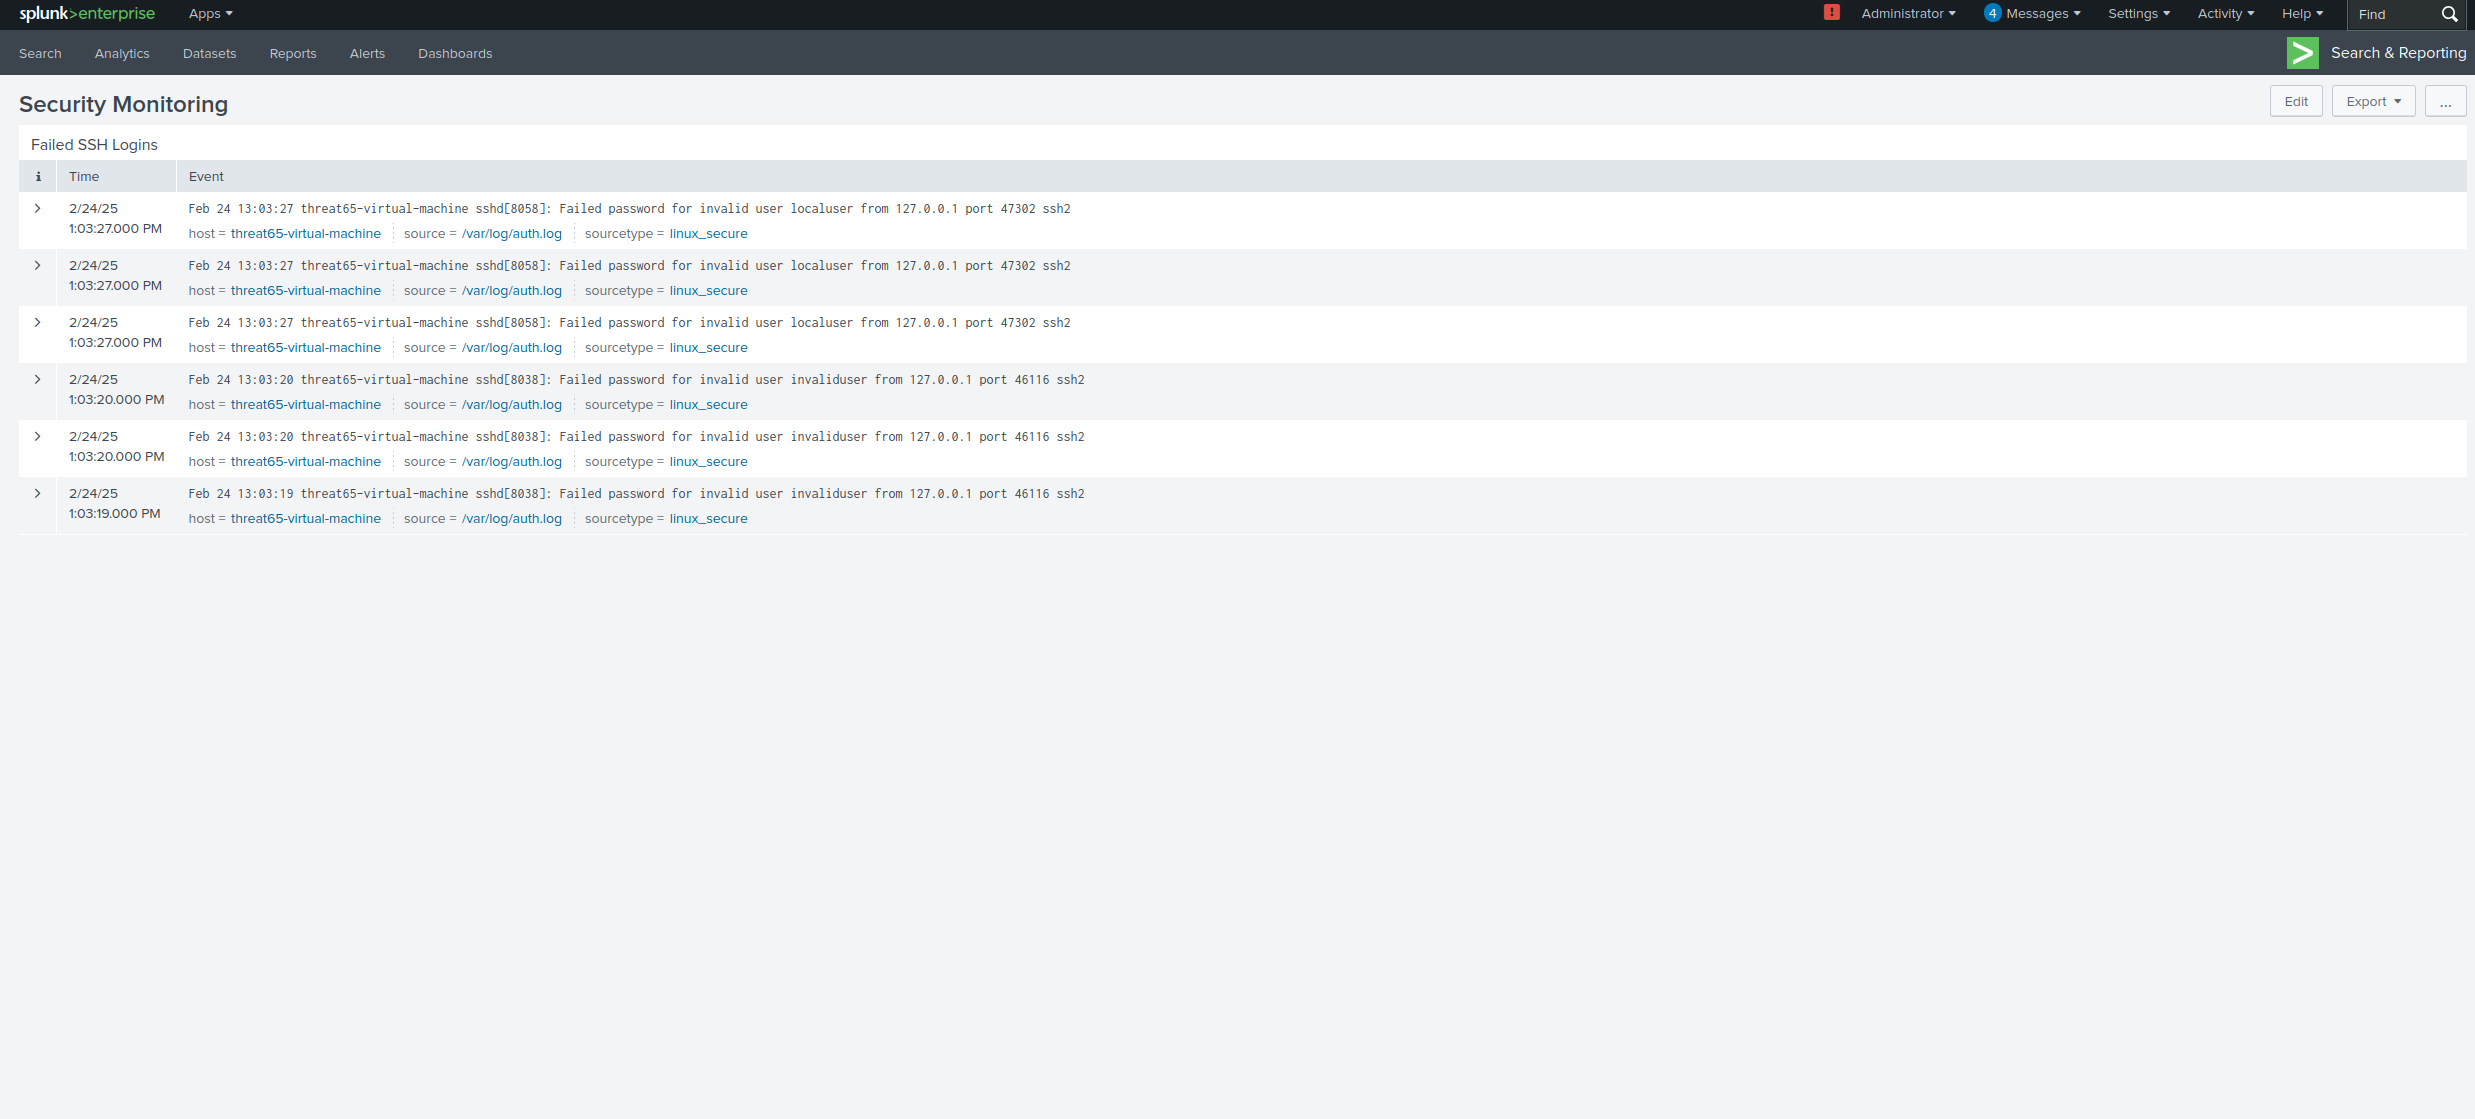 splunk>enterprise Apps ! Administrator 4 Messages Settings Activity Help Find
Search Analytics Datasets Reports Alerts Dashboards > Search & Reporting
Security Monitoring Edit Export ...
Failed SSH Logins
i Time Event
> 2/24/25 Feb 24 13:03:27 threat65-virtual-machine sshd[8058]: Failed password for invalid user localuser from 127.0.0.1 port 47302 ssh2
1:03:27.000 PM host = threat65-virtual-machine source = /var/log/auth.log sourcetype = linux_secure
> 2/24/25 Feb 24 13:03:27 threat65-virtual-machine sshd[8058]: Failed password for invalid user localuser from 127.0.0.1 port 47302 ssh2
1:03:27.000 PM host = threat65-virtual-machine source = /var/log/auth.log sourcetype = linux_secure
> 2/24/25 Feb 24 13:03:27 threat65-virtual-machine sshd[8058]: Failed password for invalid user localuser from 127.0.0.1 port 47302 ssh2
1:03:27.000 PM host = threat65-virtual-machine source = /var/log/auth.log sourcetype = linux_secure
> 2/24/25 Feb 24 13:03:20 threat65-virtual-machine sshd[8038]: Failed password for invalid user invaliduser from 127.0.0.1 port 46116 ssh2
1:03:20.000 PM host = threat65-virtual-machine source = /var/log/auth.log sourcetype = linux_secure
> 2/24/25 Feb 24 13:03:20 threat65-virtual-machine sshd[8038]: Failed password for invalid user invaliduser from 127.0.0.1 port 46116 ssh2
1:03:20.000 PM host = threat65-virtual-machine source = /var/log/auth.log sourcetype = linux_secure
> 2/24/25 Feb 24 13:03:19 threat65-virtual-machine sshd[8038]: Failed password for invalid user invaliduser from 127.0.0.1 port 46116 ssh2
1:03:19.000 PM host = threat65-virtual-machine source = /var/log/auth.log sourcetype = linux_secure